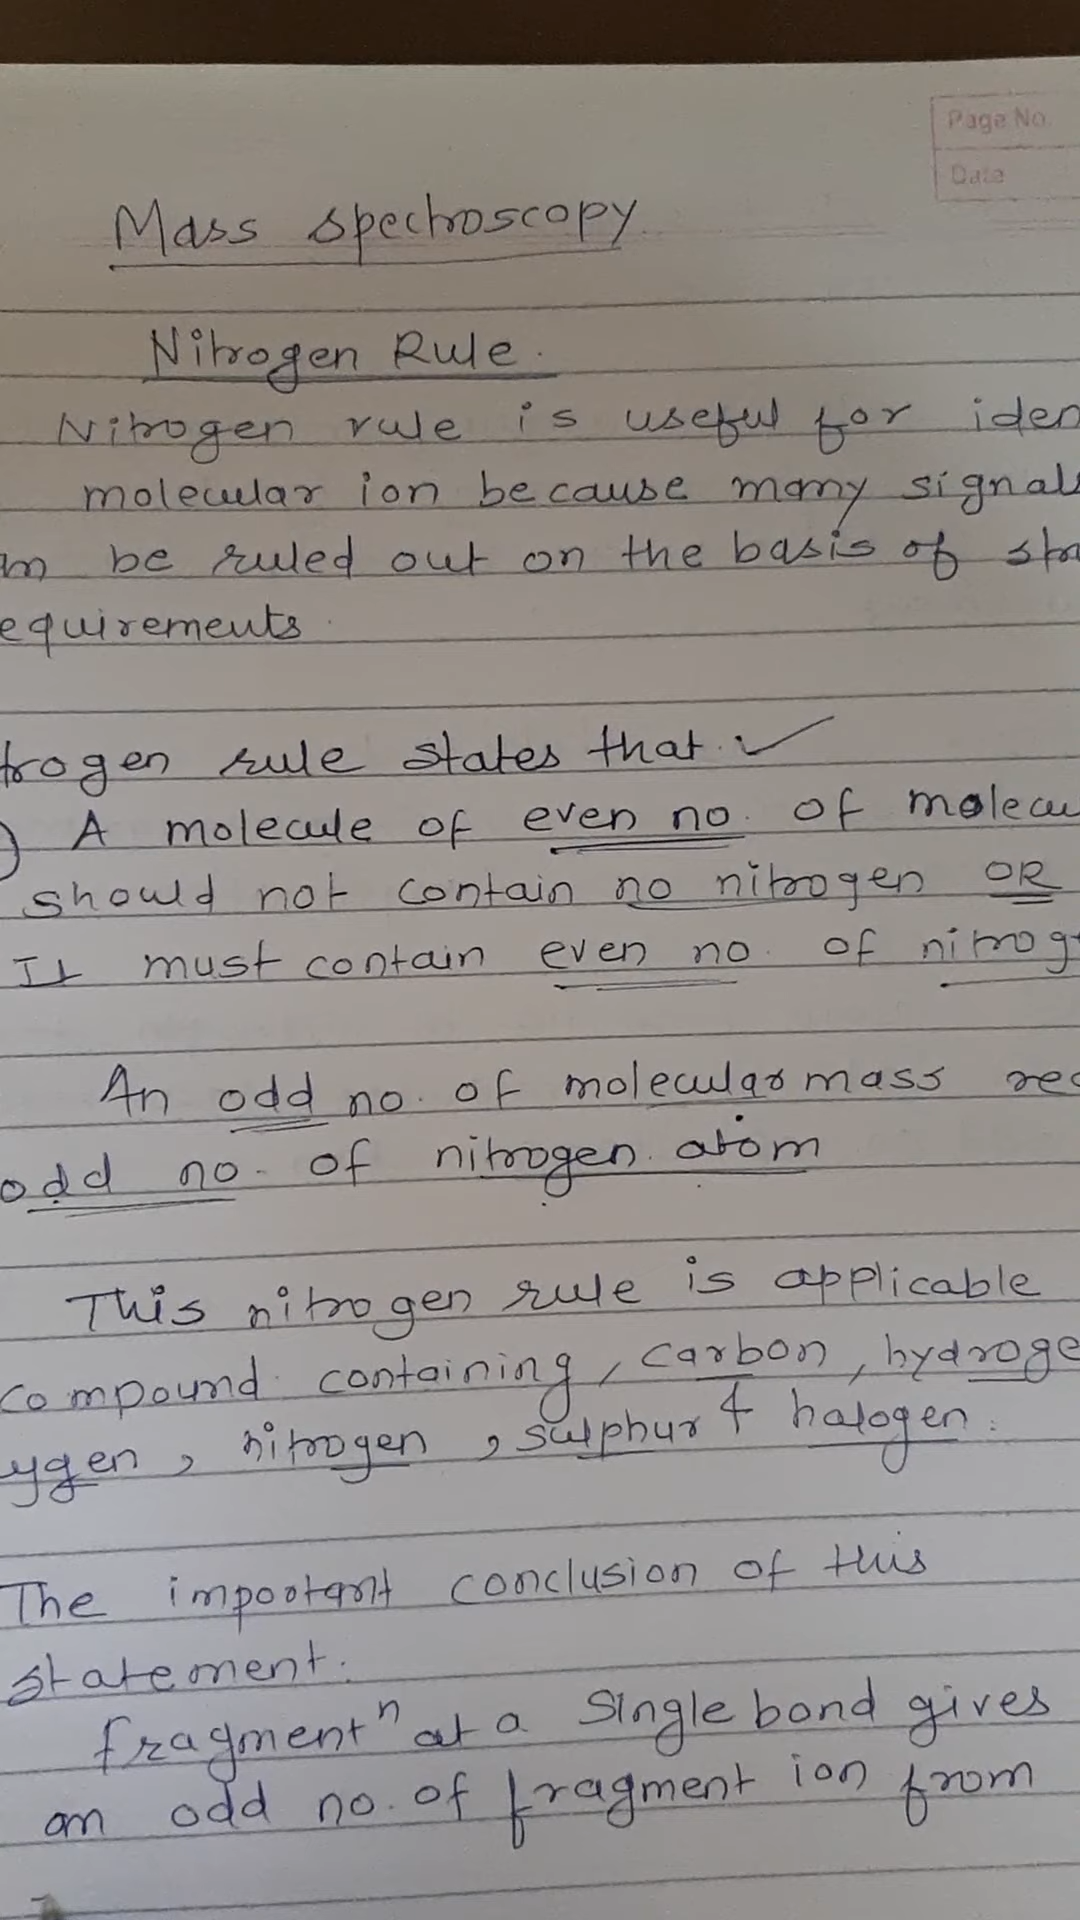 Page No.
Date
Mass spectroscopy
Nitrogen Rule.
Nitrogen rule is useful for iden
molecular ion because many signals
be ruled out on the basis of
equirements
trogen rule states that.
A molecule of even no. of molecu
should not contain no nitrogen OR
It must contain even no. of nitrog
An odd no. of molecular mass
odd no. of nitrogen atom
This nitrogen rule is applicable
compound containing, carbon, hydroge
ygen, nitrogen, sulphur & halogen.
The important conclusion of this
statement.
fragmentⁿ at a single bond gives
an odd no. of fragment ion from